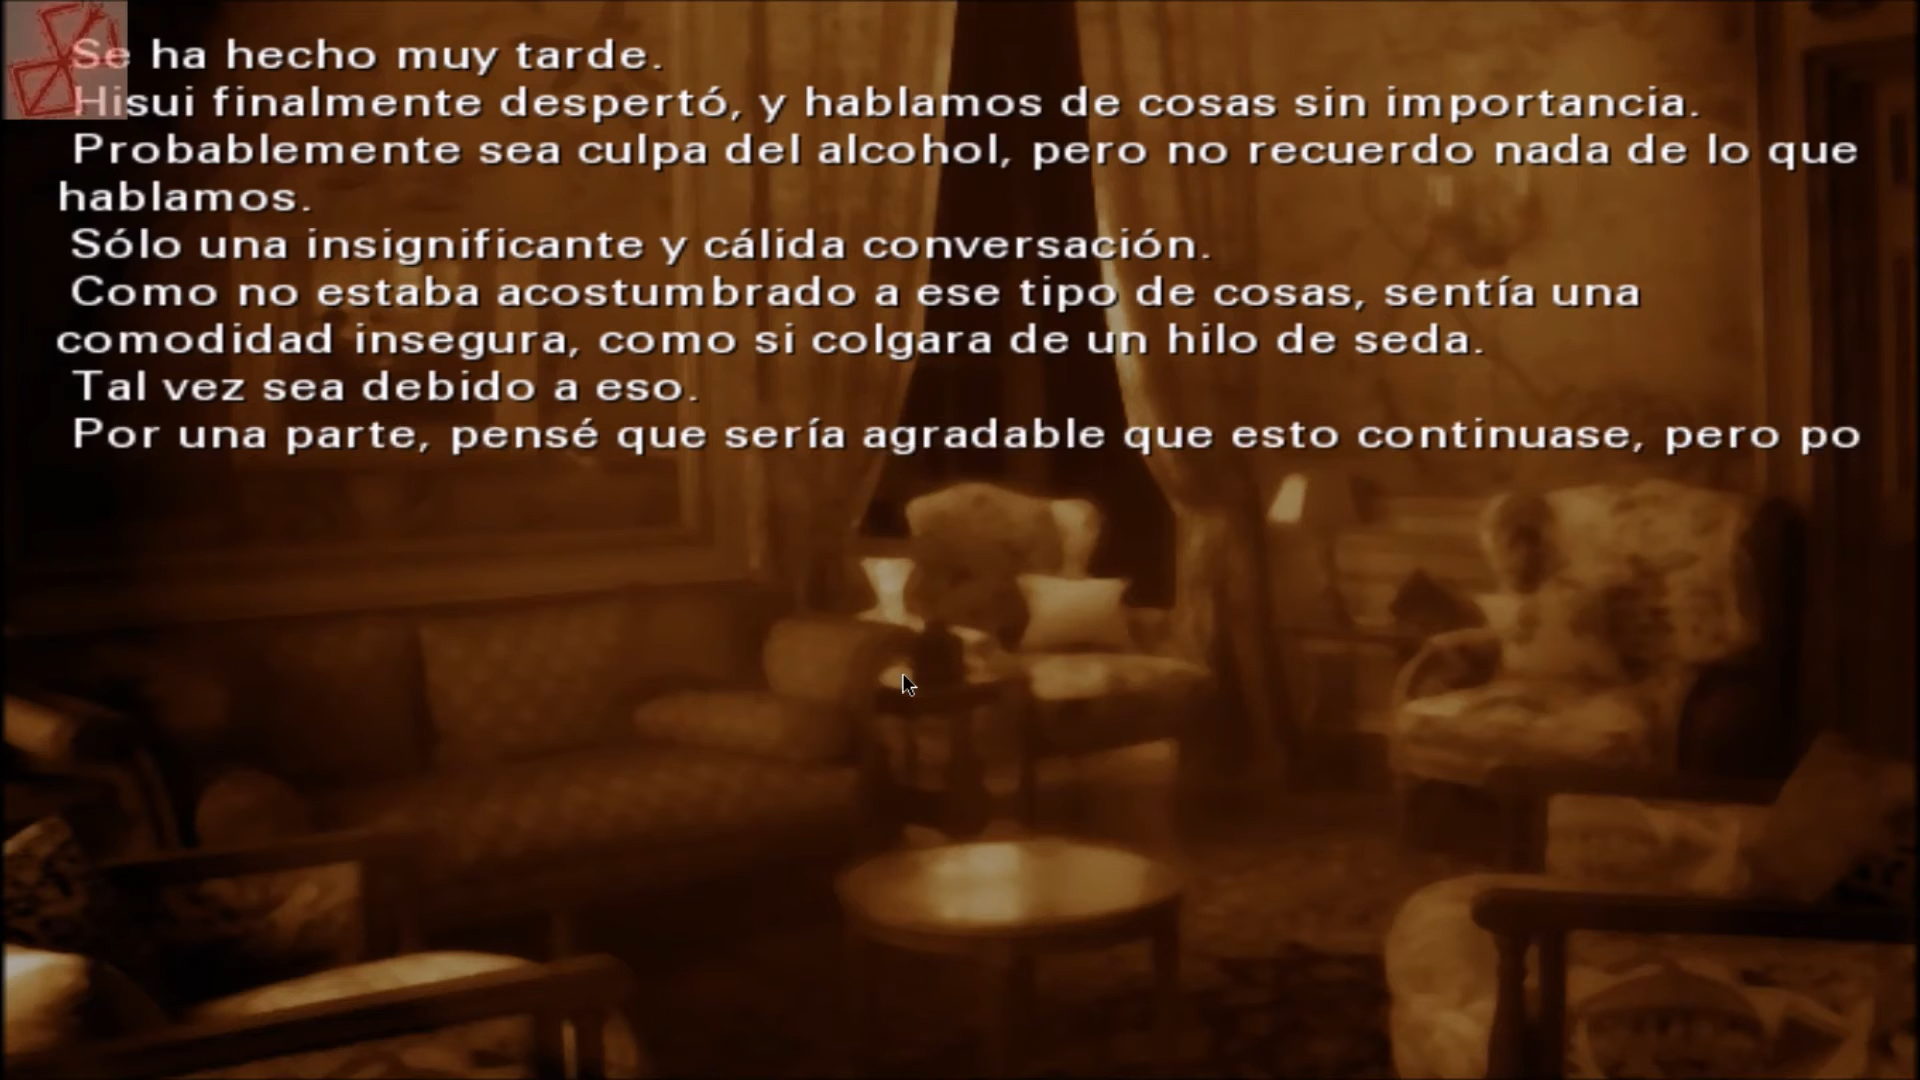 Se ha hecho muy tarde.
Hisui finalmente despertó, y hablamos de cosas sin importancia.
Probablemente sea culpa del alcohol, pero no recuerdo nada de lo que
hablamos.
Sólo una insignificante y cálida conversación.
Como no estaba acostumbrado a ese tipo de cosas, sentía una
comodidad insegura, como si colgara de un hilo de seda.
Tal vez sea debido a eso.
Por una parte, pensé que sería agradable que esto continuase, pero po